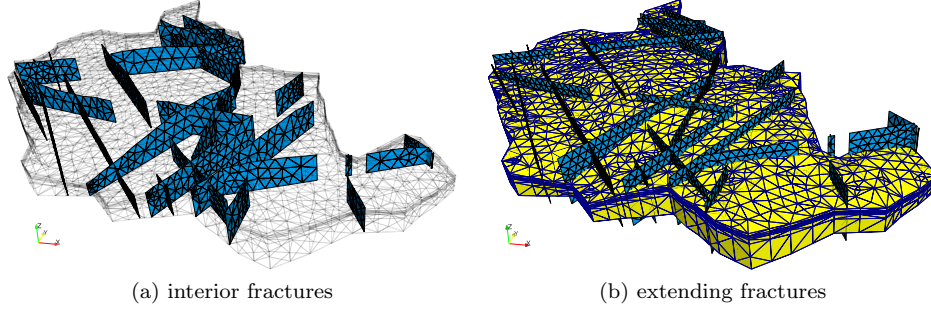 Z
Y
X
Z
Y
X
(a) interior fractures
(b) extending fractures